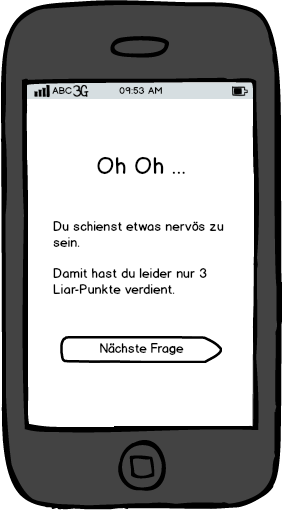 ABC 3G 09:53 AM
Oh Oh ...
Du schienst etwas nervös zu
sein.
Damit hast du leider nur 3
Liar-Punkte verdient.
Nächste Frage